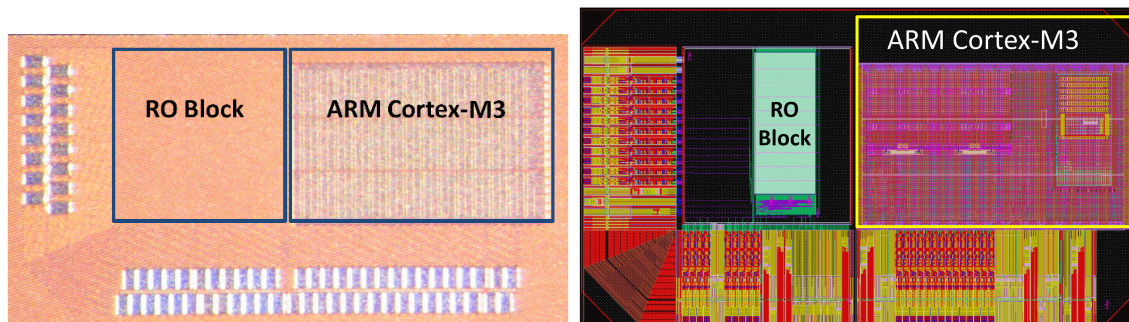 RO Block
ARM Cortex-M3
ARM Cortex-M3
RO
Block